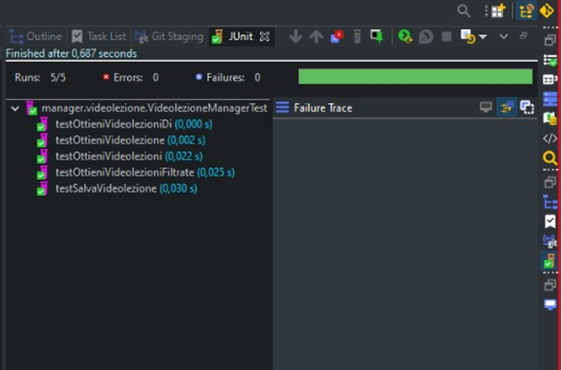 Outline Task List Git Staging JUnit
Finished after 0,687 seconds
Runs: 5/5 Errors: 0 Failures: 0
manager.videolezione.VideolezioneManagerTest
Failure Trace
testOttieniVideolezioniDi (0,000 s)
testOttieniVideolezione (0,002 s)
testOttieniVideolezioni (0,022 s)
testOttieniVideolezioniFiltrate (0,025 s)
testSalvaVideolezione (0,030 s)
git